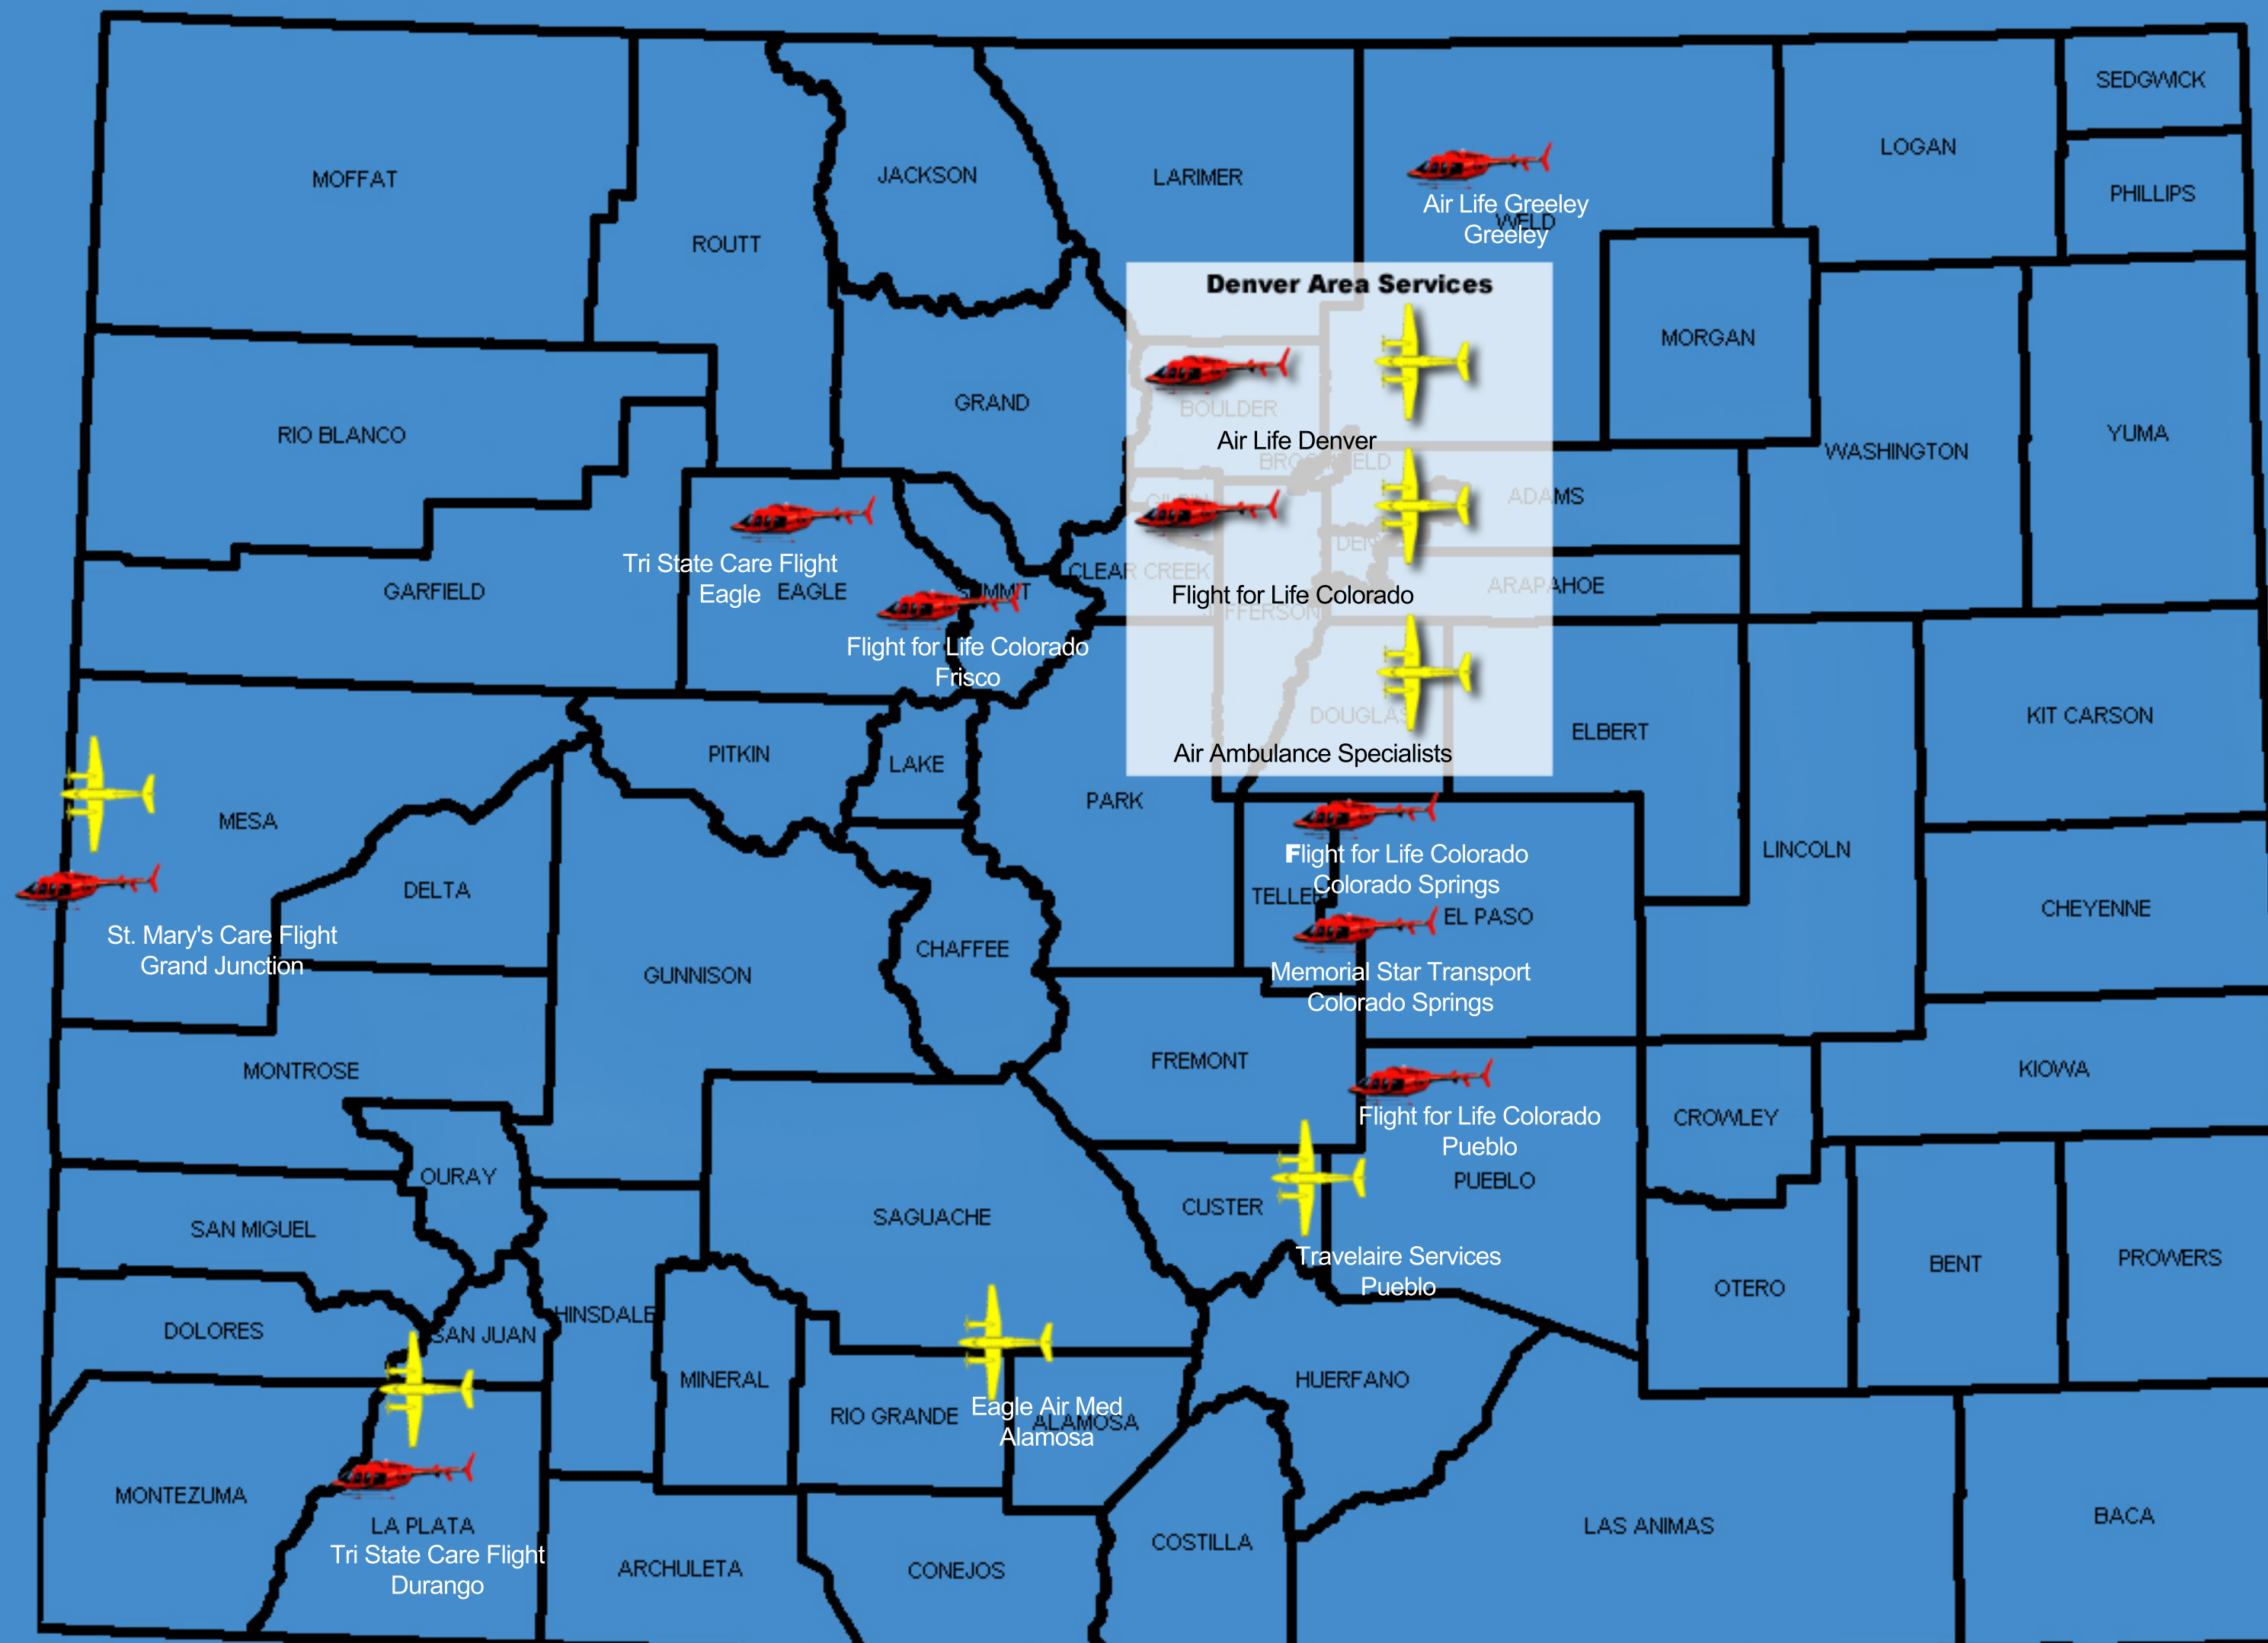 SEDGWICK
LOGAN
MOFFAT
JACKSON
LARIMER
PHILLIPS
Air Life Greeley
WELD
Greeley
ROUTT
Denver Area Services
MORGAN
GRAND
BOULDER
RIO BLANCO
Air Life Denver
YUMA
WASHINGTON
BROOMFIELD
ADAMS
GILPIN
Tri State Care Flight
Eagle
EAGLE
GARFIELD
SUMMIT
CLEAR CREEK
ARAPAHOE
Flight for Life Colorado
JEFFERSON
Flight for Life Colorado
Frisco
DOUGLAS
KIT CARSON
ELBERT
PITKIN
LAKE
Air Ambulance Specialists
PARK
MESA
LINCOLN
Flight for Life Colorado
Colorado Springs
DELTA
TELLER
EL PASO
CHEYENNE
St. Mary's Care Flight
Grand Junction
CHAFFEE
GUNNISON
Memorial Star Transport
Colorado Springs
MONTROSE
FREMONT
KIOWA
Flight for Life Colorado
Pueblo
CROWLEY
OURAY
PUEBLO
CUSTER
SAGUACHE
SAN MIGUEL
Travelaire Services
Pueblo
BENT
PROWERS
OTERO
HINSDALE
DOLORES
SAN JUAN
MINERAL
HUERFANO
RIO GRANDE
Eagle Air Med
ALAMOSA
Alamosa
MONTEZUMA
LA PLATA
Tri State Care Flight
Durango
ARCHULETA
CONEJOS
COSTILLA
LAS ANIMAS
BACA